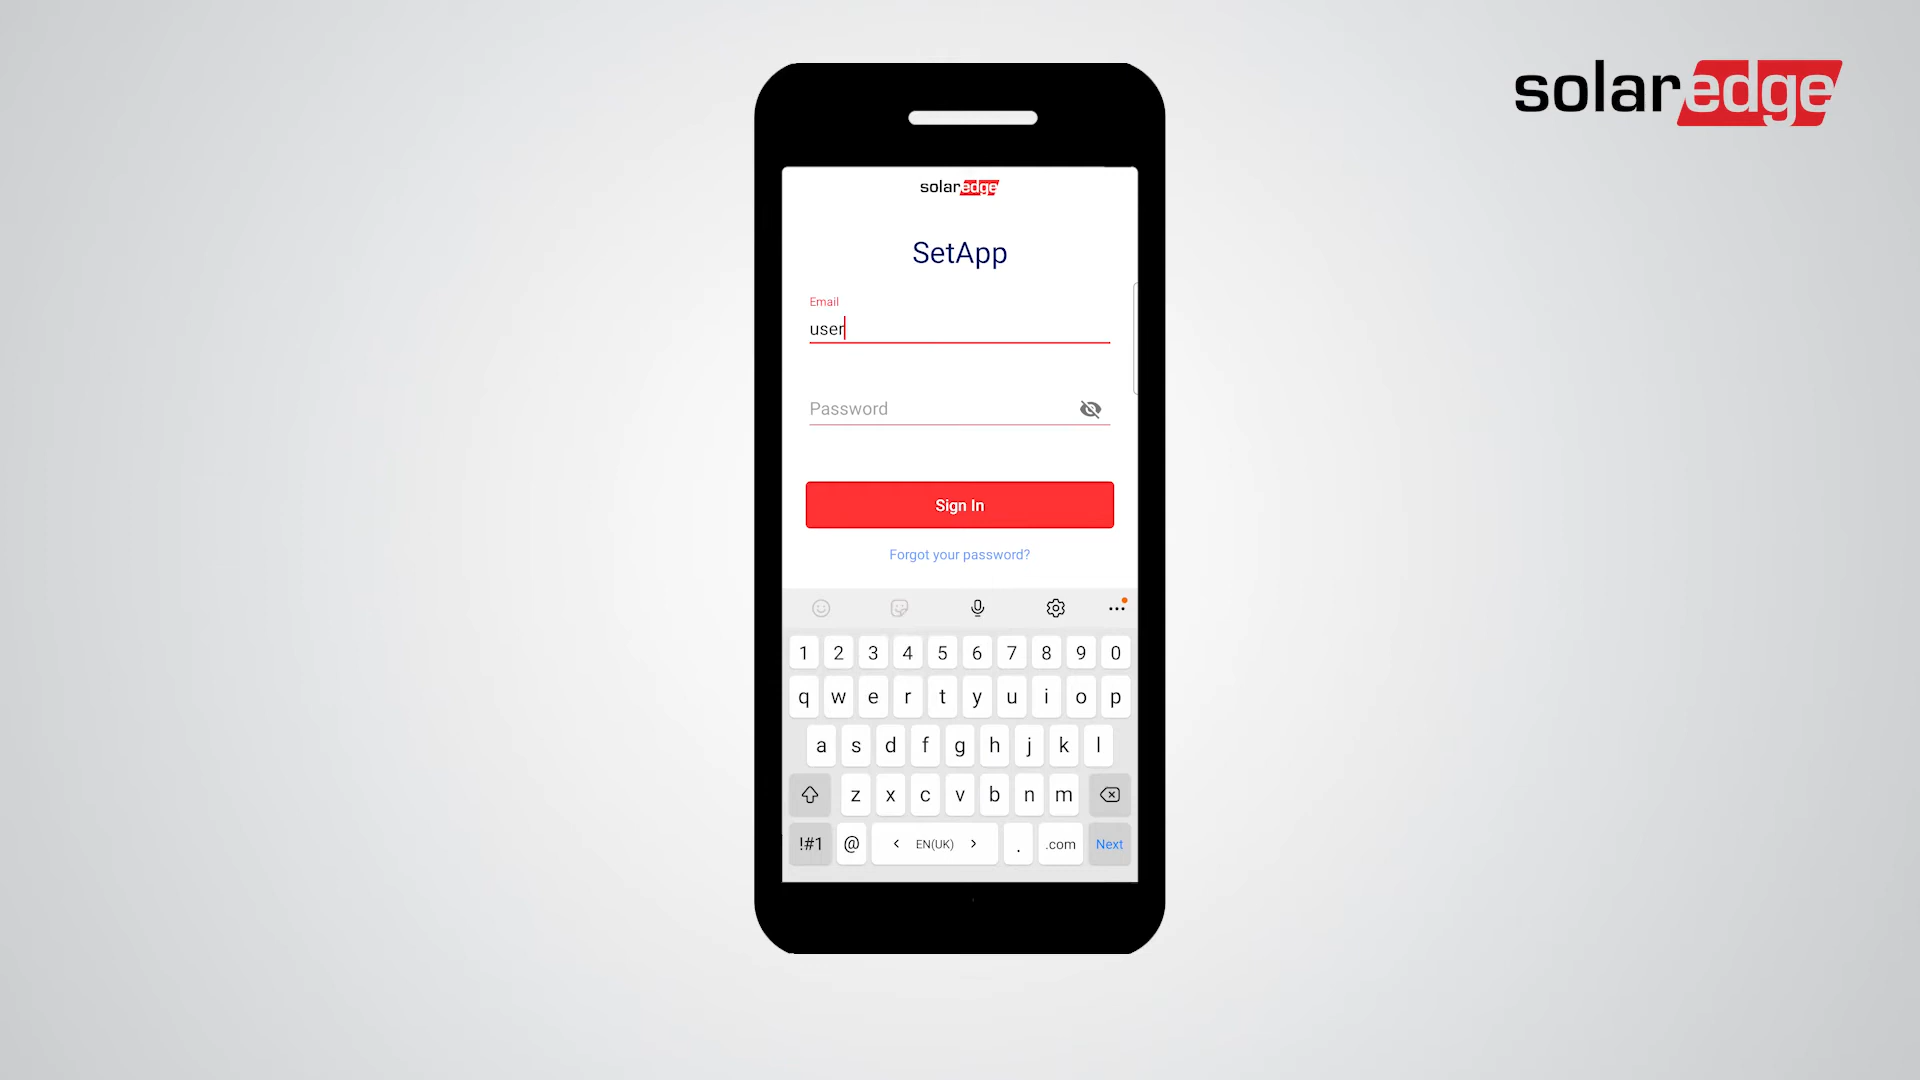 solaredge
solaredge
SetApp
Email
user
Password
Sign In
Forgot your password?
1 2 3 4 5 6 7 8 9 0
q w e r t y u i o p
a s d f g h j k l
z x c v b n m
!#1 @ < EN(UK) > . .com Next